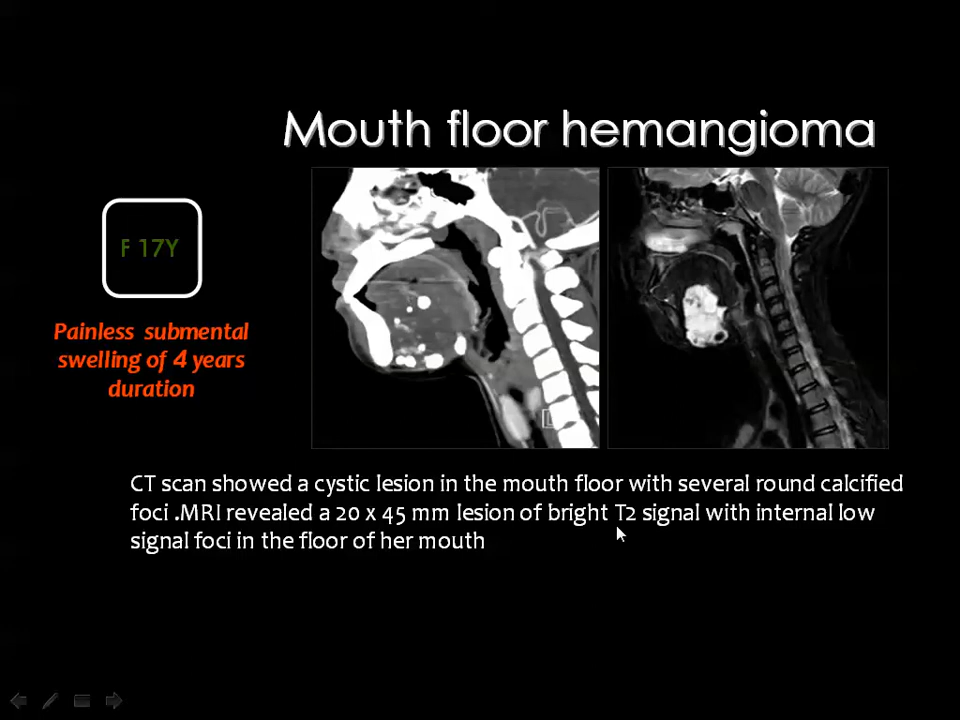 Mouth floor hemangioma
F 17Y
Painless submental
swelling of 4 years
duration
CT scan showed a cystic lesion in the mouth floor with several round calcified
foci .MRI revealed a 20 x 45 mm lesion of bright T2 signal with internal low
signal foci in the floor of her mouth